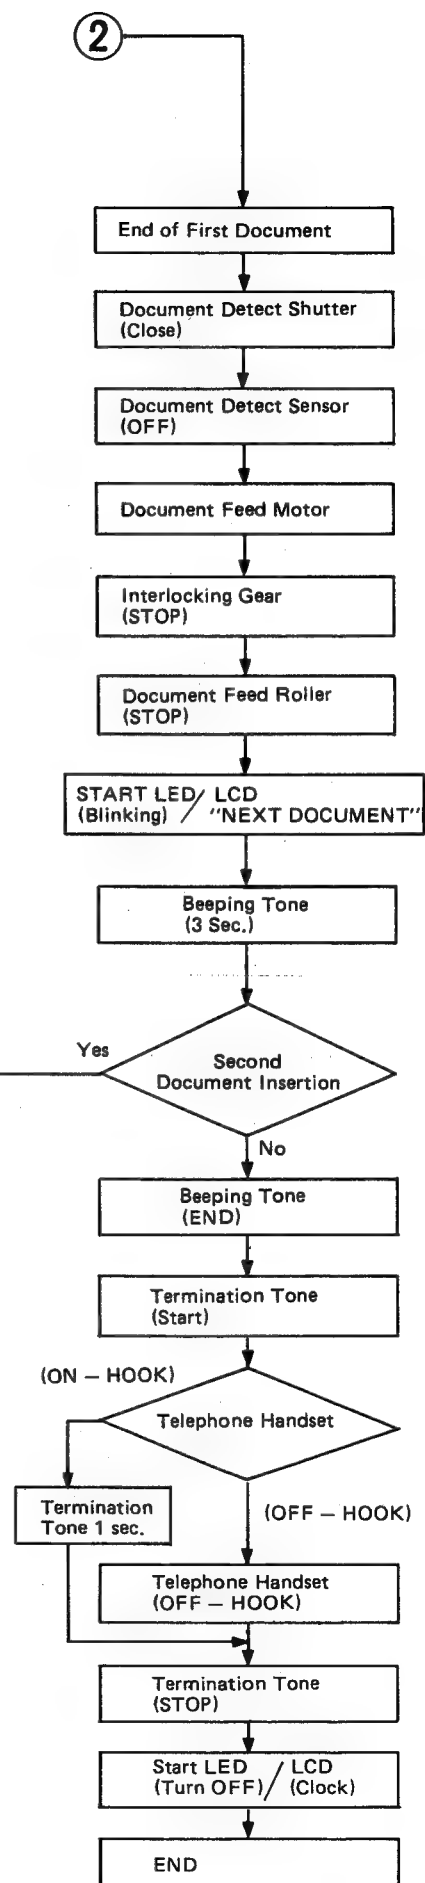 2
End of First Document
Document Detect Shutter
(Close)
Document Detect Sensor
(OFF)
Document Feed Motor
Interlocking Gear
(STOP)
Document Feed Roller
(STOP)
START LED/ LCD
(Blinking) "NEXT DOCUMENT"
Beeping Tone
(3 Sec.)
Yes
Second
Document Insertion
No
Beeping Tone
(END)
Termination Tone
(Start)
(ON – HOOK)
Telephone Handset
Termination
Tone 1 sec.
(OFF – HOOK)
Telephone Handset
(OFF – HOOK)
Termination Tone
(STOP)
Start LED / LCD
(Turn OFF) (Clock)
END